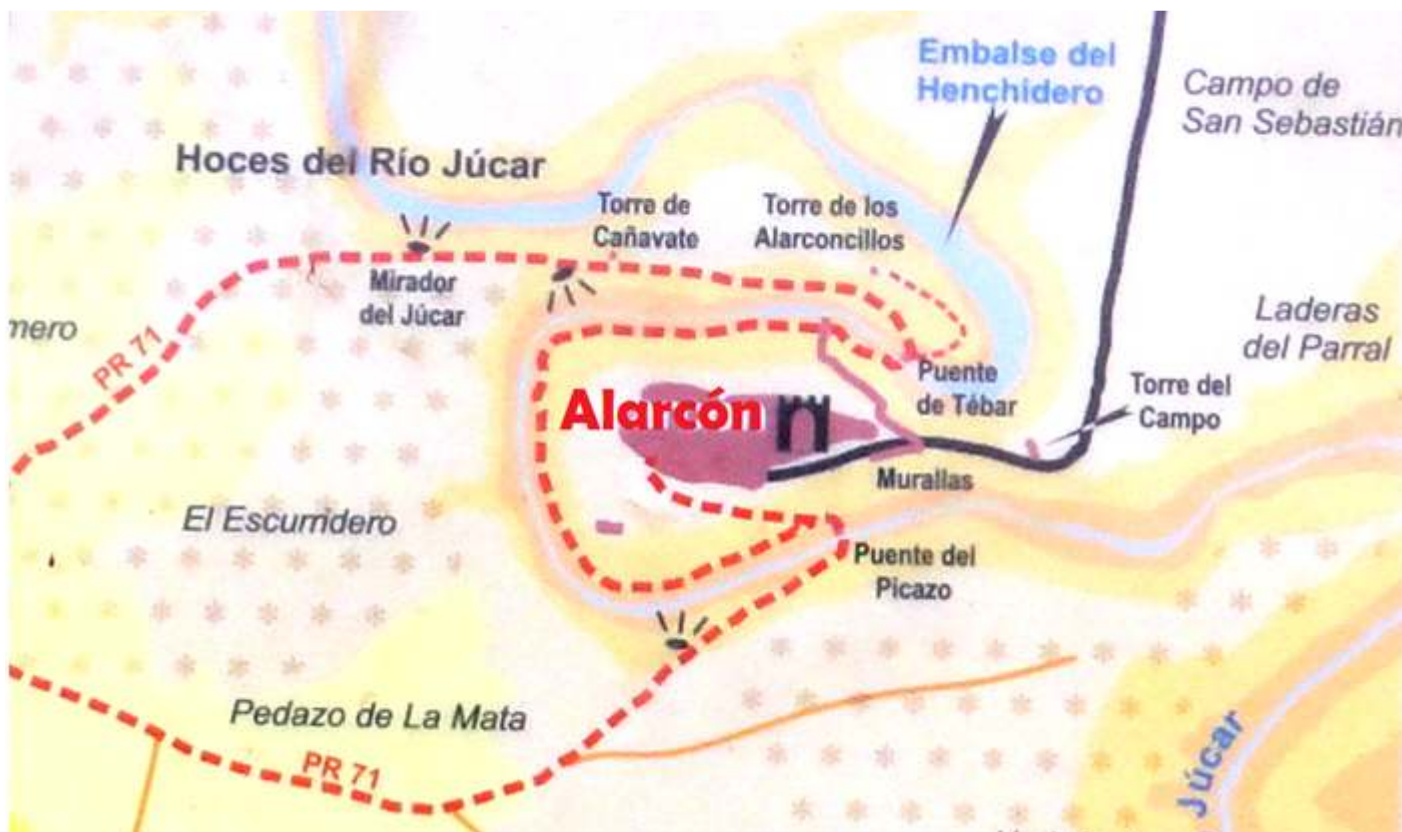 Embalse del
Henchidero
Campo de
San Sebastián
Hoces del Río Júcar
Torre de
Cañavate
Torre de los
Alarconcillos
Mirador
del Júcar
Laderas
del Parral
mero
PR 71
Puente
de Tébar
Torre del
Campo
Alarcón
Murallas
El Escurridero
Puente del
Picazo
Pedazo de La Mata
PR 71
Júcar